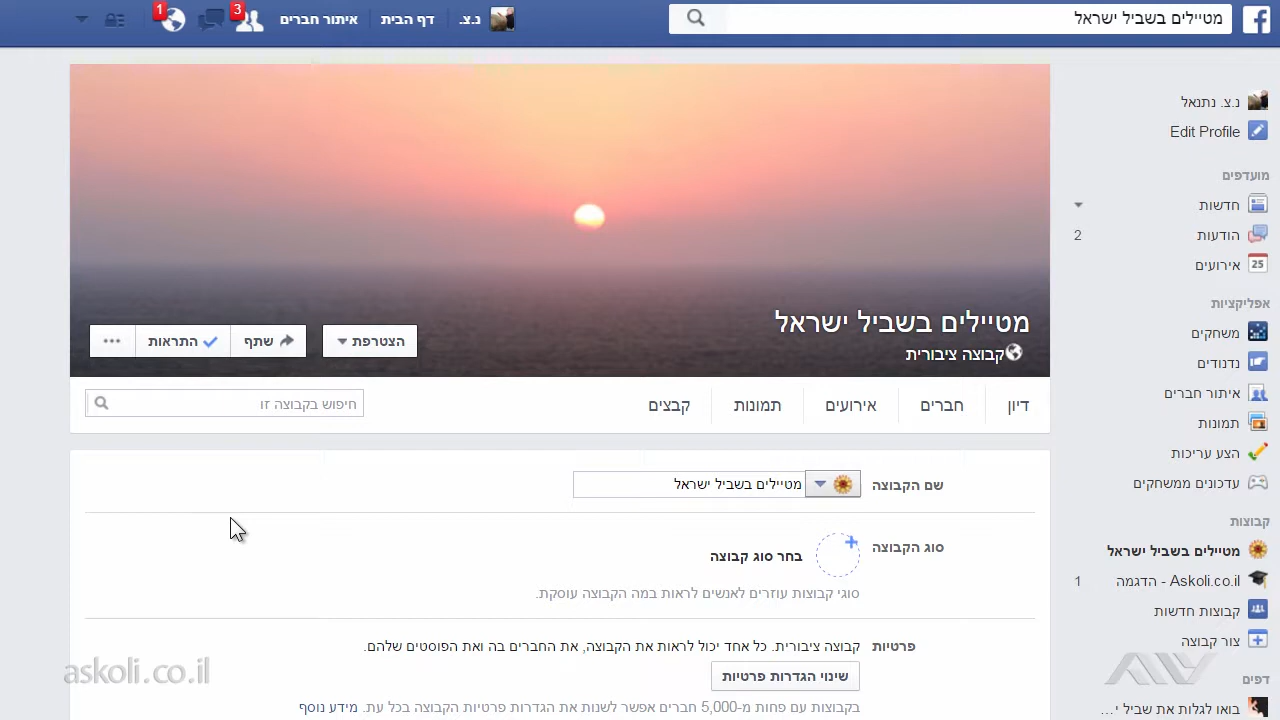 מטיילים בשביל ישראל
נ.צ.
דף הבית
איתור חברים
3
1
נ.צ. נתנאל
Edit Profile
מועדפים
חדשות
הודעות 2
אירועים
25
אפליקציות
משחקים
נדנודים
איתור חברים
תמונות
הצע עריכות
עדכונים ממשחקים
קבוצות
מטיילים בשביל ישראל
Askoli.co.il - הדגמה 1
קבוצות חדשות
צור קבוצה
דפים
בואו לגלות את שביל י...
מטיילים בשביל ישראל
קבוצה ציבורית
הצטרפת
שתף
התראות
דיון
חברים
אירועים
תמונות
קבצים
חיפוש בקבוצה זו
שם הקבוצה
מטיילים בשביל ישראל
סוג הקבוצה
בחר סוג קבוצה
סוגי קבוצות עוזרים לאנשים לראות במה הקבוצה עוסקת.
פרטיות
קבוצה ציבורית. כל אחד יכול לראות את הקבוצה, את החברים בה ואת הפוסטים שלהם.
שינוי הגדרות פרטיות
בקבוצות עם פחות מ-5,000 חברים אפשר לשנות את הגדרות פרטיות הקבוצה בכל עת. מידע נוסף
askoli.co.il